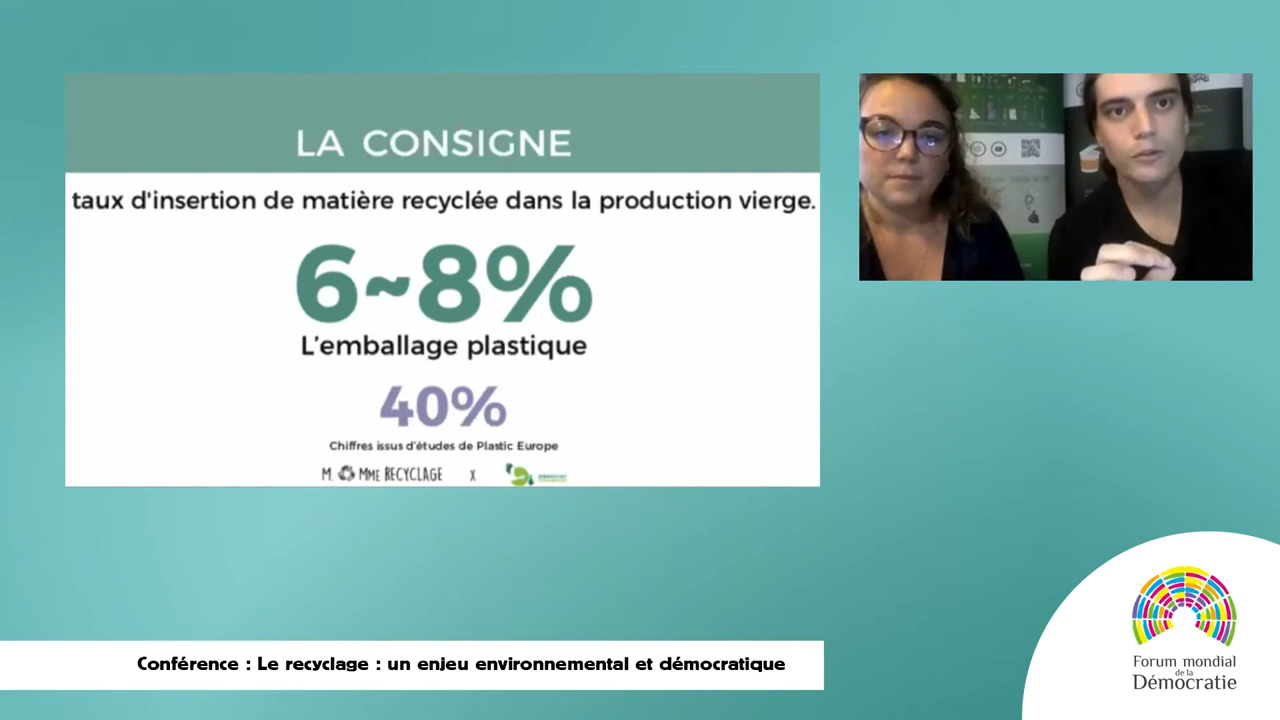 LA CONSIGNE
taux d'insertion de matière recyclée dans la production vierge.
6~8%
L'emballage plastique
40%
Chiffres issus d'études de Plastic Europe
M. MME RECYCLAGE X
Conférence : Le recyclage : un enjeu environnemental et démocratique
Forum mondial
de la
Démocratie